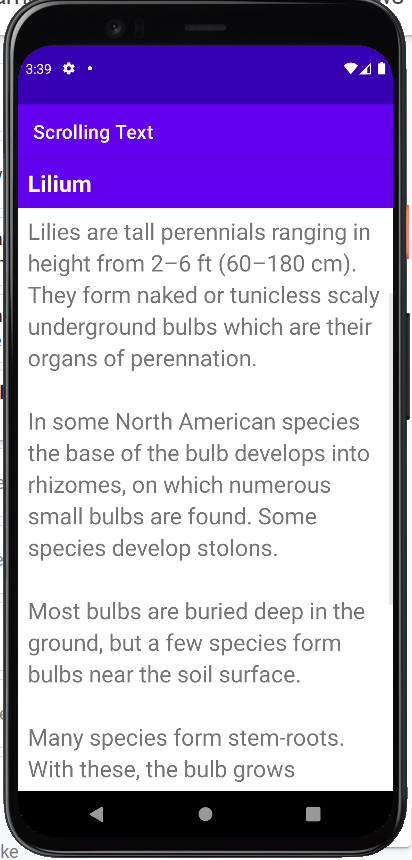 ws
3:39
Scrolling Text
Lilium
Lilies are tall perennials ranging in
height from 2–6 ft (60–180 cm).
They form naked or tunicless scaly
underground bulbs which are their
organs of perennation.
In some North American species
the base of the bulb develops into
rhizomes, on which numerous
small bulbs are found. Some
species develop stolons.
Most bulbs are buried deep in the
ground, but a few species form
bulbs near the soil surface.
Many species form stem-roots.
With these, the bulb grows
ke